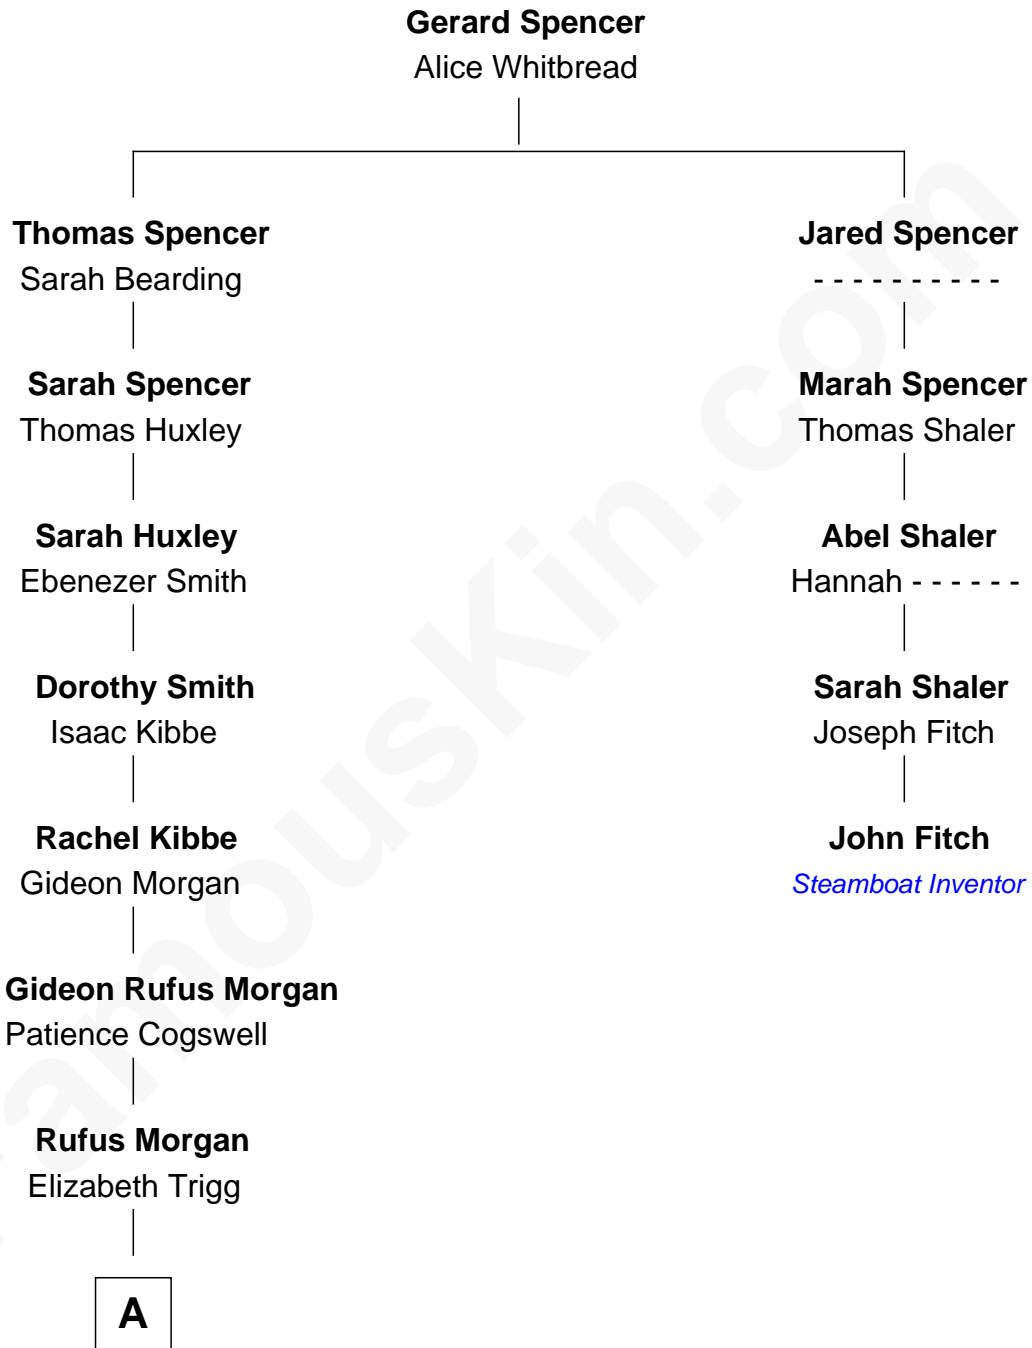 Gerard Spencer
Alice Whitbread
Thomas Spencer
Sarah Bearding
Jared Spencer
- - - - - - - - - -
Sarah Spencer
Thomas Huxley
Marah Spencer
Thomas Shaler
Sarah Huxley
Ebenezer Smith
Abel Shaler
Hannah - - - - - -
Dorothy Smith
Isaac Kibbe
Sarah Shaler
Joseph Fitch
Rachel Kibbe
Gideon Morgan
John Fitch
Steamboat Inventor
Gideon Rufus Morgan
Patience Cogswell
Rufus Morgan
Elizabeth Trigg
A
FamousKin.com